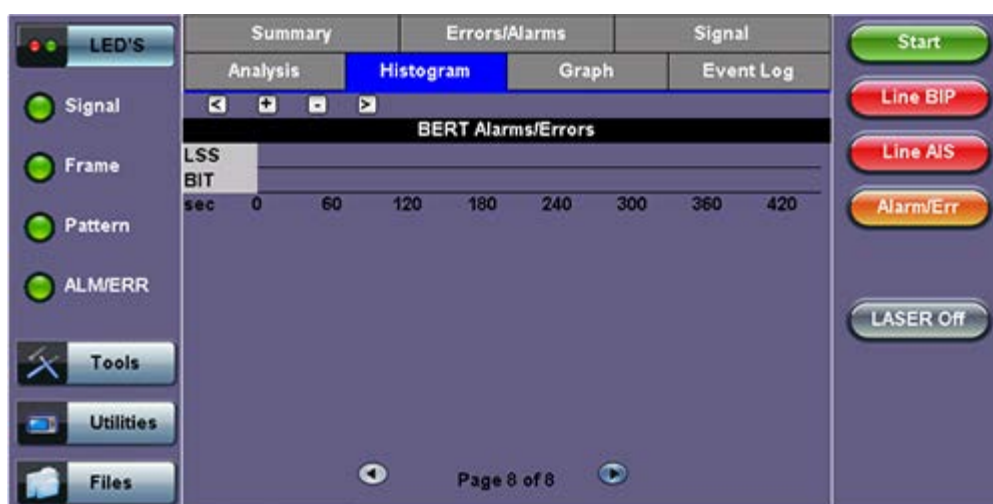 LED'S
Signal
Frame
Pattern
ALM/ERR
Tools
Utilities
Files
Summary Errors/Alarms Signal
Analysis Histogram Graph Event Log
< + - >
BERT Alarms/Errors
LSS
BIT
sec 0 60 120 180 240 300 360 420
Page 8 of 8
Start
Line BIP
Line AIS
Alarm/Err
LASER Off